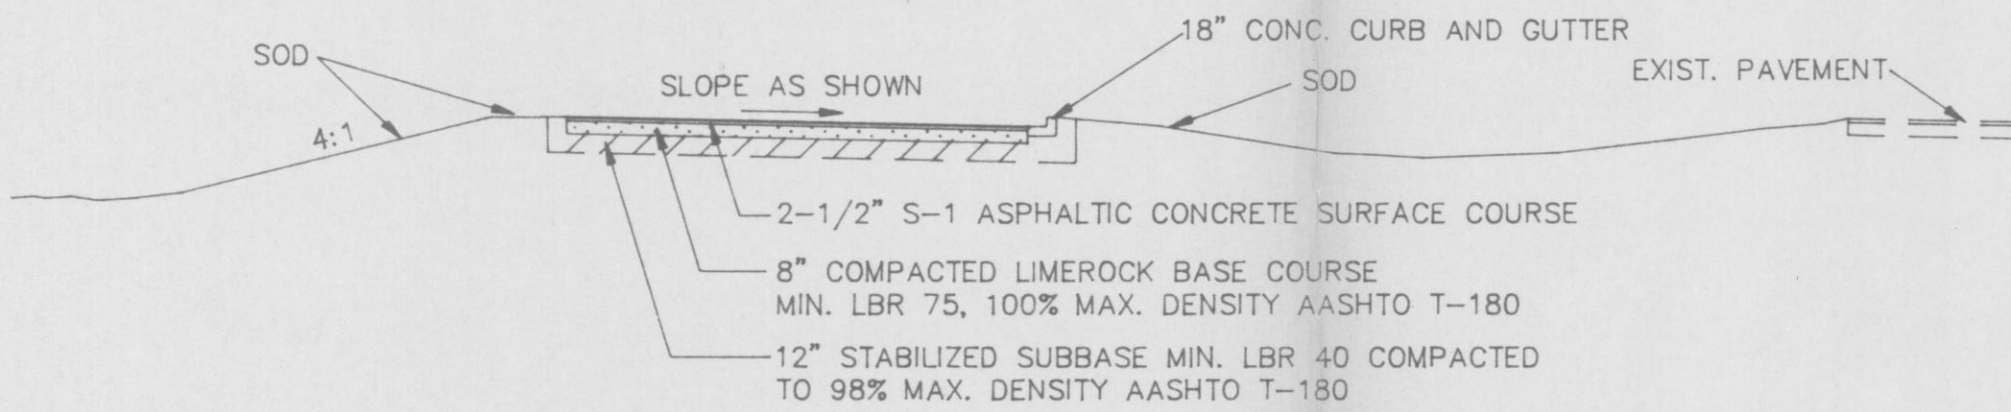 18" CONC. CURB AND GUTTER
SOD
EXIST. PAVEMENT
SLOPE AS SHOWN
SOD
4:1
2-1/2" S-1 ASPHALTIC CONCRETE SURFACE COURSE
8" COMPACTED LIMEROCK BASE COURSE
MIN. LBR 75, 100% MAX. DENSITY AASHTO T-180
12" STABILIZED SUBBASE MIN. LBR 40 COMPACTED
TO 98% MAX. DENSITY AASHTO T-180